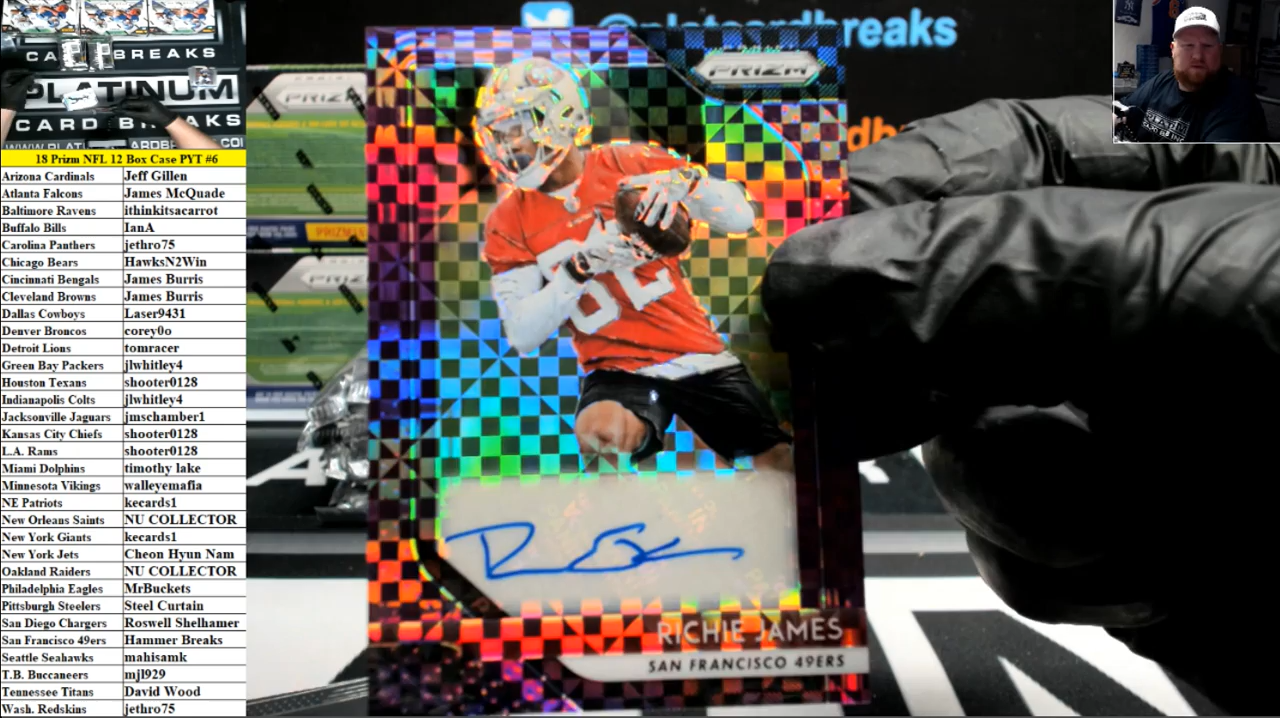 CARD BREAKS
PLATINUM
CARD BREAKS
18 Prizm NFL 12 Box Case PYT #6
Arizona Cardinals Jeff Gillen
Atlanta Falcons James McQuade
Baltimore Ravens ithinkitsacarrot
Buffalo Bills IanA
Carolina Panthers jethro75
Chicago Bears HawksN2Win
Cincinnati Bengals James Burris
Cleveland Browns James Burris
Dallas Cowboys Laser9431
Denver Broncos corey0o
Detroit Lions tomracer
Green Bay Packers jlwhitley4
Houston Texans shooter0128
Indianapolis Colts jlwhitley4
Jacksonville Jaguars jmschamber1
Kansas City Chiefs shooter0128
L.A. Rams shooter0128
Miami Dolphins timothy lake
Minnesota Vikings walleyemafia
NE Patriots kecards1
New Orleans Saints NU COLLECTOR
New York Giants kecards1
New York Jets Cheon Hyun Nam
Oakland Raiders NU COLLECTOR
Philadelphia Eagles MrBuckets
Pittsburgh Steelers Steel Curtain
San Diego Chargers Roswell Shelhamer
San Francisco 49ers Hammer Breaks
Seattle Seahawks mahisamk
T.B. Buccaneers mjl929
Tennessee Titans David Wood
Wash. Redskins jethro75
@platcardbreaks
PRIZM
PRIZM
PRIZM
RICHIE JAMES
SAN FRANCISCO 49ERS